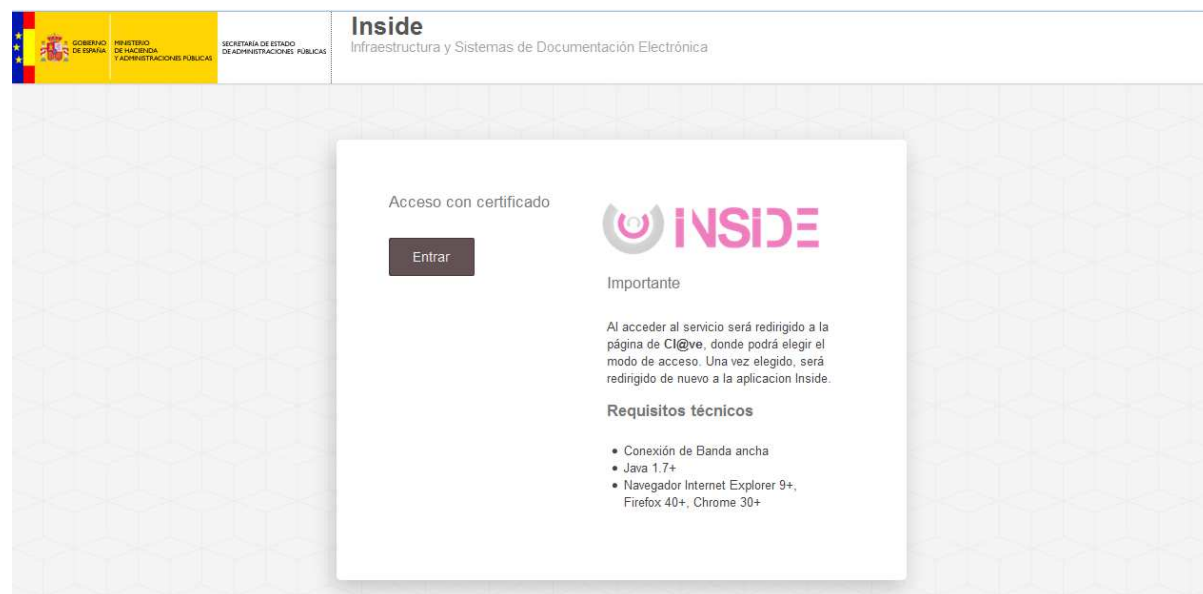 GOBIERNO
DE ESPAÑA
MINISTERIO
DE HACIENDA
Y ADMINISTRACIONES PÚBLICAS
SECRETARÍA DE ESTADO
DE ADMINISTRACIONES PÚBLICAS
Inside
Infraestructura y Sistemas de Documentación Electrónica
Acceso con certificado
Entrar
INSIDE
Importante
Al acceder al servicio será redirigido a la
página de Cl@ve, donde podrá elegir el
modo de acceso. Una vez elegido, será
redirigido de nuevo a la aplicacion Inside.
Requisitos técnicos
• Conexión de Banda ancha
• Java 1.7+
• Navegador Internet Explorer 9+,
Firefox 40+, Chrome 30+